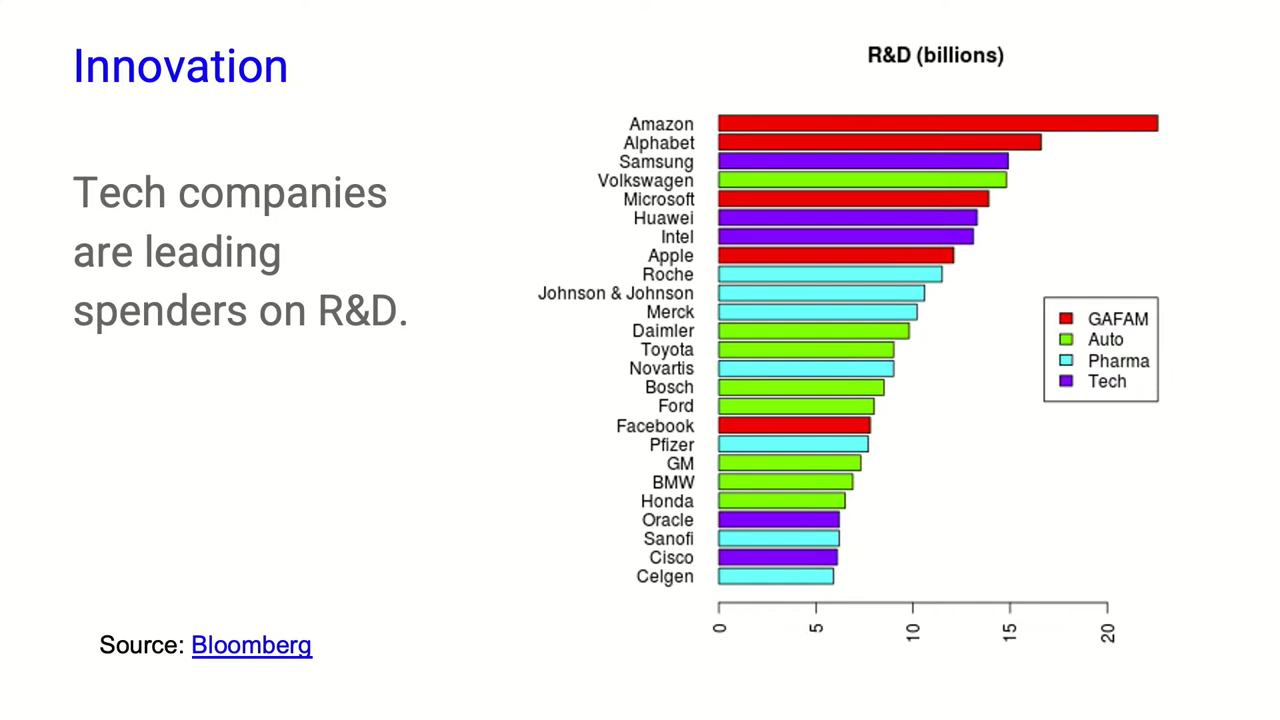 Innovation
Tech companies
are leading
spenders on R&D.
Source: Bloomberg
R&D (billions)
Amazon
Alphabet
Samsung
Volkswagen
Microsoft
Huawei
Intel
Apple
Roche
Johnson & Johnson
Merck
Daimler
Toyota
Novartis
Bosch
Ford
Facebook
Pfizer
GM
BMW
Honda
Oracle
Sanofi
Cisco
Celgen
0 5 10 15 20
GAFAM
Auto
Pharma
Tech